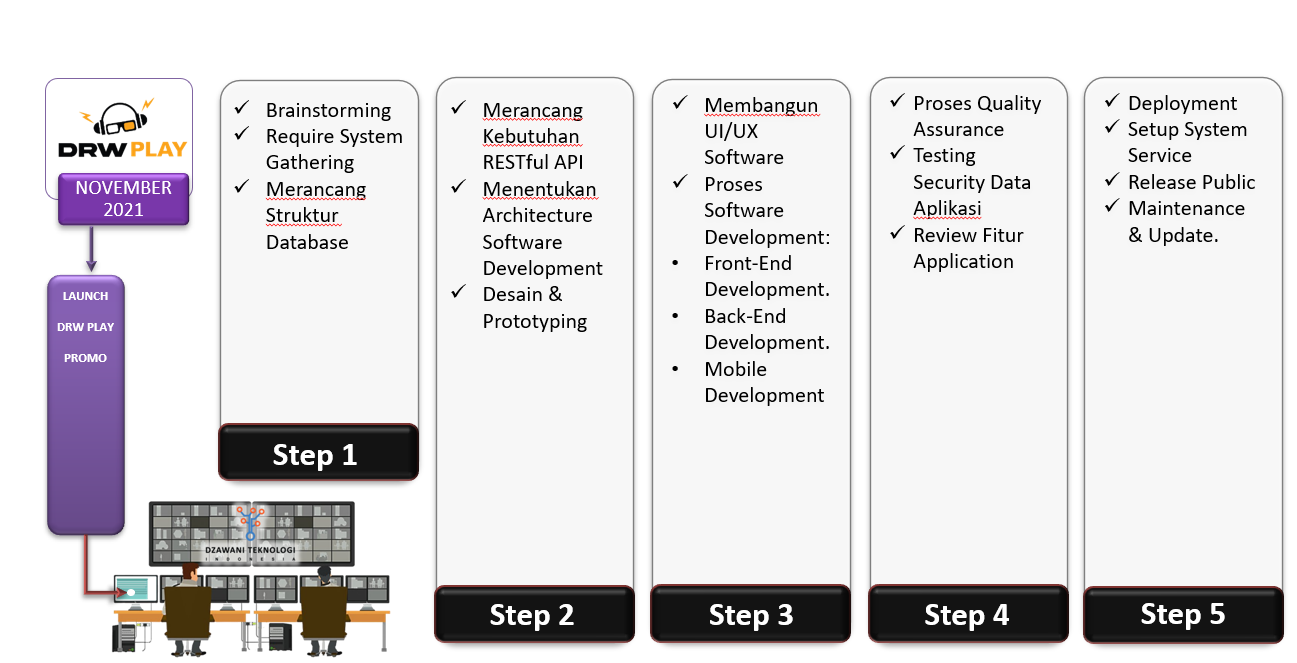 DRW PLAY
NOVEMBER
2021
LAUNCH
DRW PLAY
PROMO
✓ Brainstorming
✓ Require System
Gathering
✓ Merancang
Struktur
Database
Step 1
✓ Merancang
Kebutuhan
RESTful API
✓ Menentukan
Architecture
Software
Development
✓ Desain &
Prototyping
Step 2
✓ Membangun
UI/UX
Software
✓ Proses
Software
Development:
• Front-End
Development.
• Back-End
Development.
• Mobile
Development
Step 3
✓ Proses Quality
Assurance
✓ Testing
Security Data
Aplikasi
✓ Review Fitur
Application
Step 4
✓ Deployment
✓ Setup System
Service
✓ Release Public
✓ Maintenance
& Update.
Step 5
DZAWANI TEKNOLOGI
INDONESIA